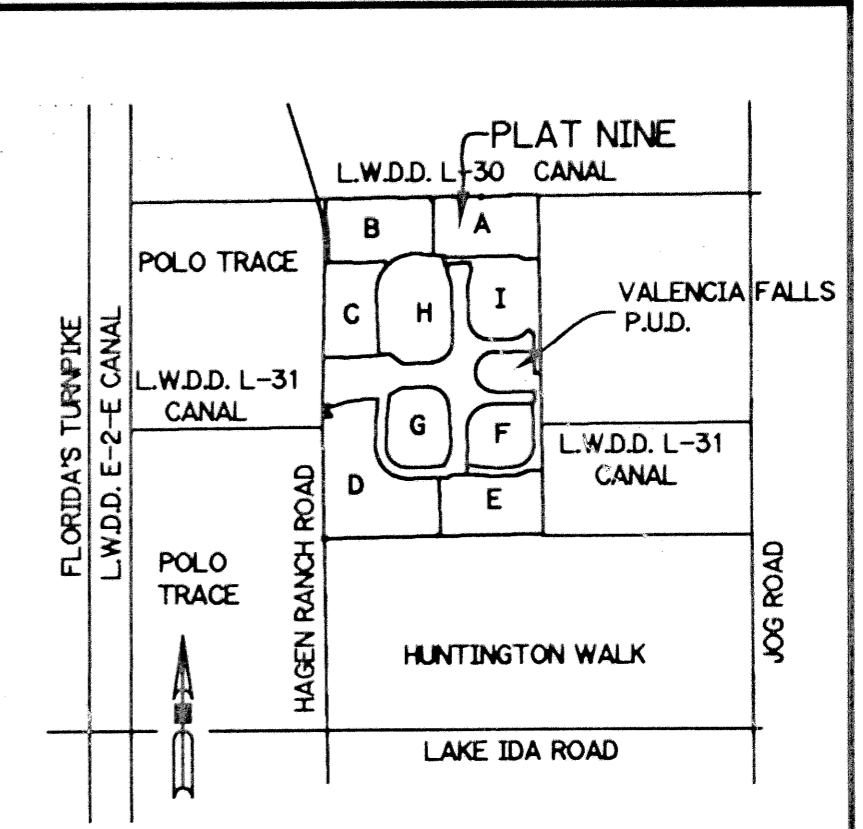 PLAT NINE
L.W.D.D. L-30 CANAL
B
A
POLO TRACE
C
H
I
VALENCIA FALLS
P.U.D.
L.W.D.D. L-31
CANAL
G
F
L.W.D.D. L-31
CANAL
D
E
FLORIDA'S TURNPIKE
L.W.D.D. E-2-E CANAL
HAGEN RANCH ROAD
JOG ROAD
POLO
TRACE
HUNTINGTON WALK
LAKE IDA ROAD